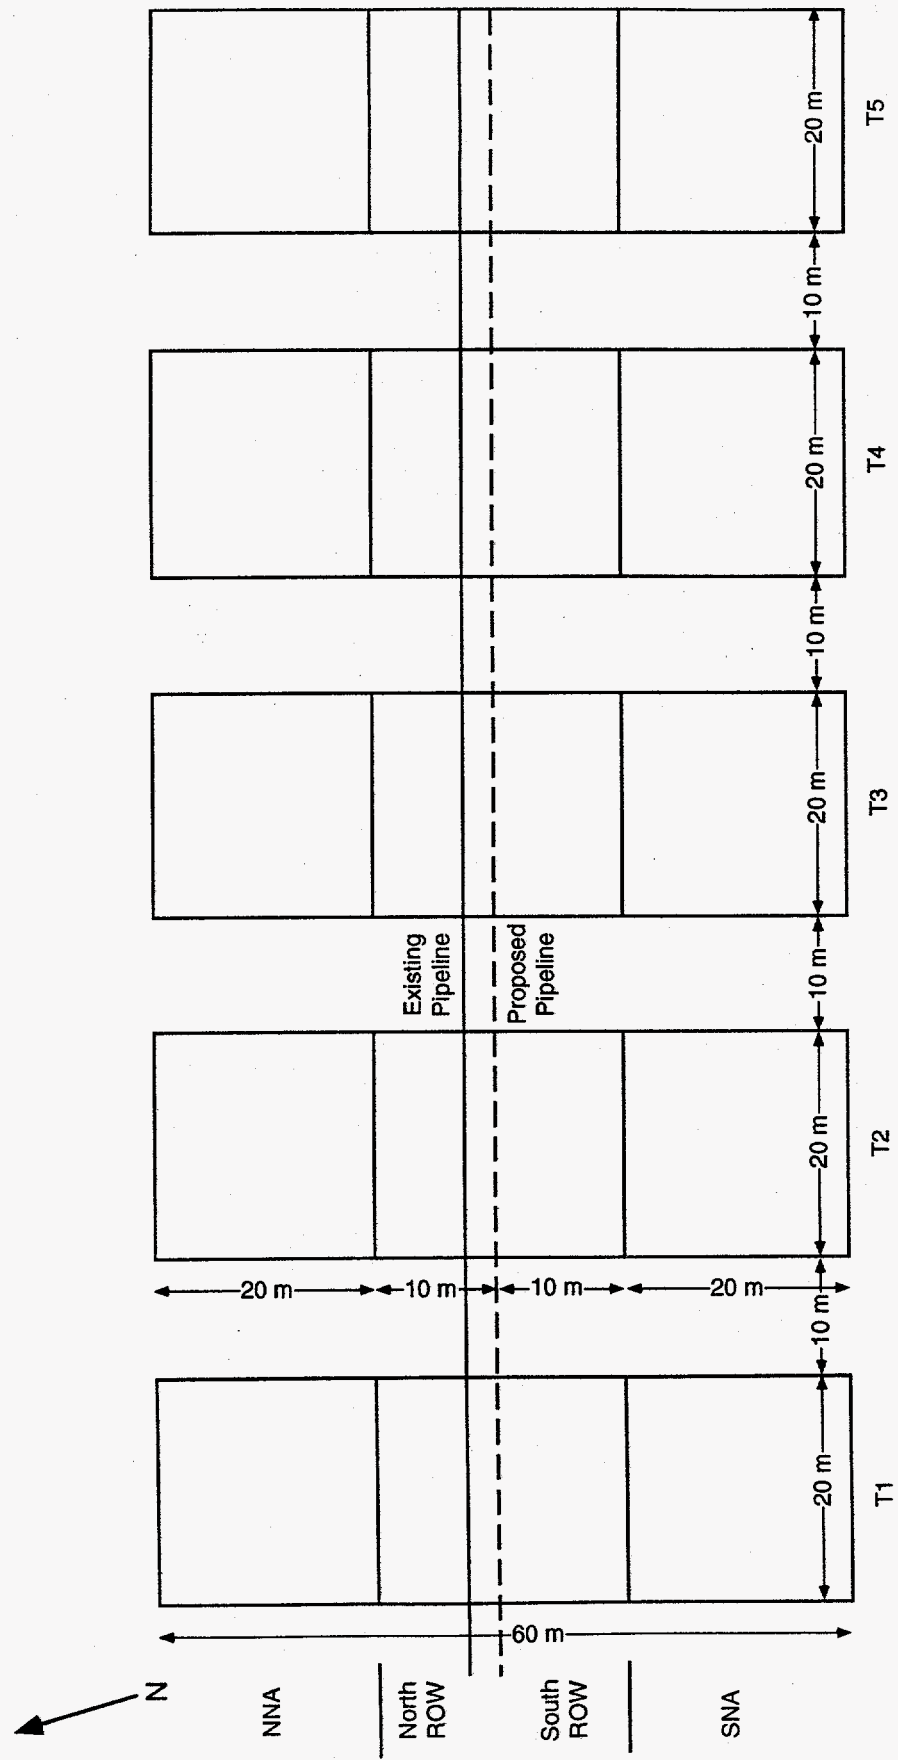 N
NNA
North
ROW
South
ROW
SNA
60 m
20 m
10 m
10 m
20 m
Existing
Pipeline
Proposed
Pipeline
20 m
10 m
20 m
10 m
20 m
10 m
20 m
10 m
20 m
T1
T2
T3
T4
T5